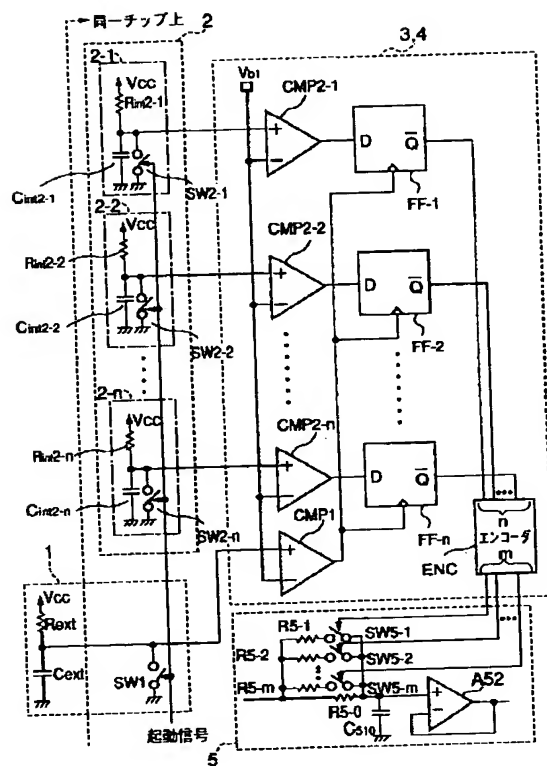 同一チップ上
2
3,4
2-1
Vcc
Rint2-1
Cint2-1
SW2-1
Vb1
CMP2-1
D
Q
FF-1
2-2
Vcc
Rint2-2
Cint2-2
SW2-2
CMP2-2
D
Q
FF-2
2-n
Vcc
Rint2-n
Cint2-n
SW2-n
CMP2-n
D
Q
FF-n
CMP1
n
エンコーダ
m
ENC
1
Vcc
Rext
Cext
SW1
起動信号
R5-1
SW5-1
R5-2
SW5-2
R5-m
SW5-m
R5-0
C510
A52
5